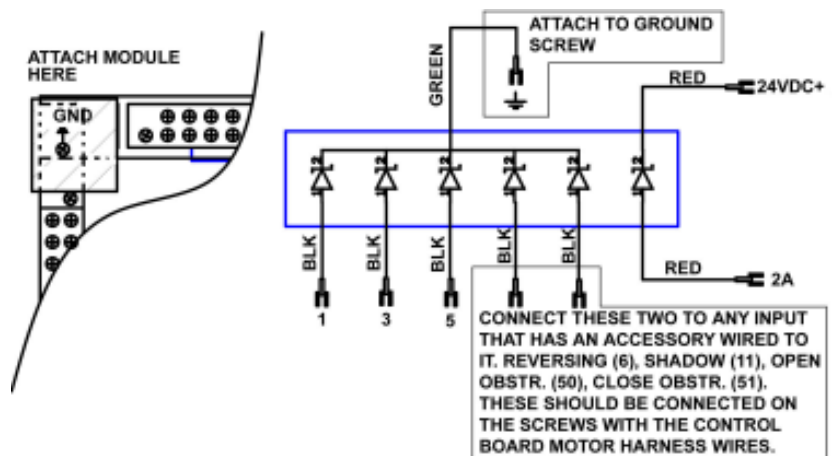 ATTACH MODULE
HERE
GND
ATTACH TO GROUND
SCREW
GREEN
RED
24VDC+
BLK
BLK
BLK
BLK
BLK
RED
2A
1
3
5
CONNECT THESE TWO TO ANY INPUT
THAT HAS AN ACCESSORY WIRED TO
IT. REVERSING (6), SHADOW (11), OPEN
OBSTR. (50), CLOSE OBSTR. (51).
THESE SHOULD BE CONNECTED ON
THE SCREWS WITH THE CONTROL
BOARD MOTOR HARNESS WIRES.